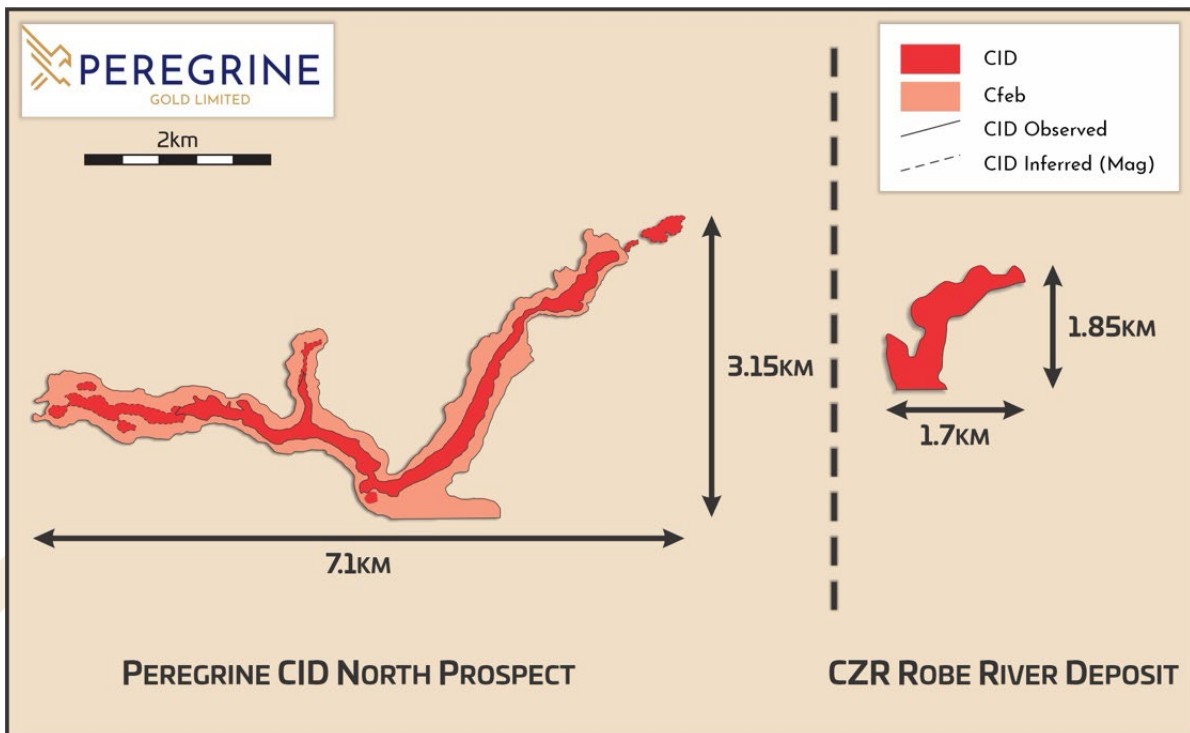 PEREGRINE
GOLD LIMITED
2km
CID
Cfeb
CID Observed
CID Inferred (Mag)
3.15KM
7.1KM
1.85KM
1.7KM
PEREGRINE CID NORTH PROSPECT
CZR ROBE RIVER DEPOSIT